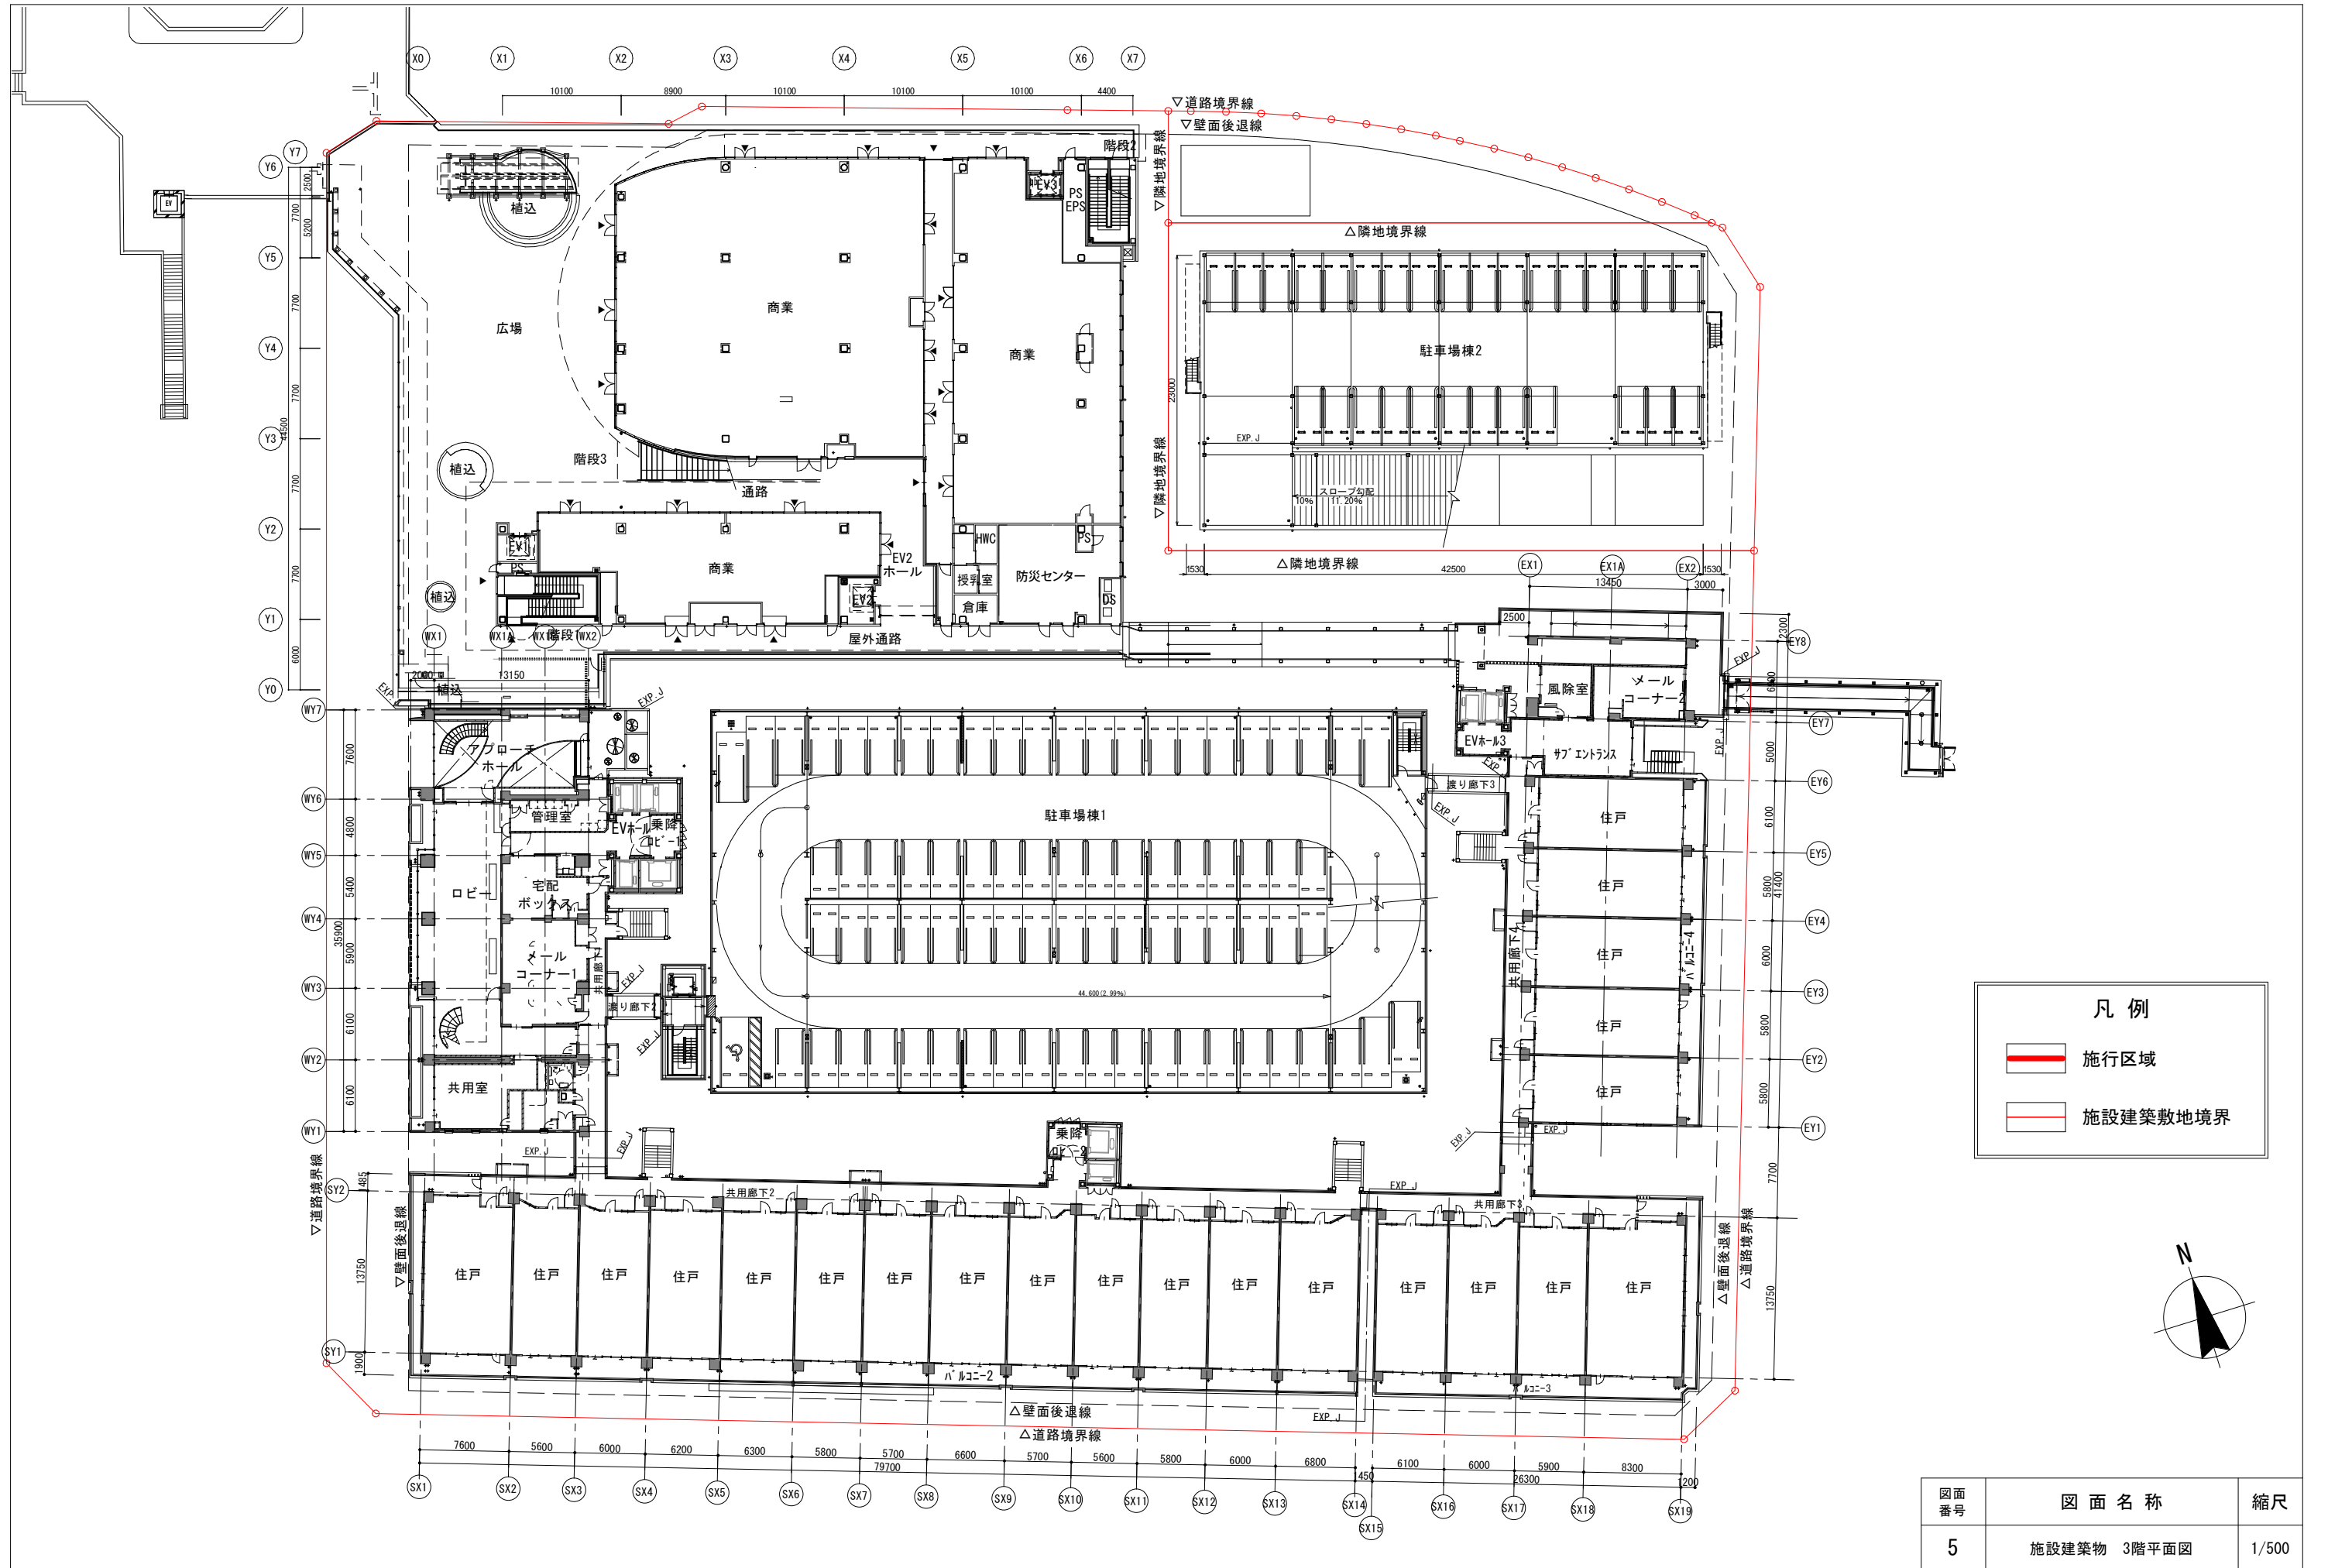 X0 X1 X2 X3 X4 X5 X6 X7
10100 8900 10100 10100 10100 4400
▽道路境界線
▽壁面後退線
▽隣地境界線
△隣地境界線
▽隣地境界線
△隣地境界線
Y7
Y6
Y5
Y4
Y3
Y2
Y1
Y0
2500
7700
5200
7700
7700
44500
7700
7700
6000
EV
植込
広場
商業
商業
階段2
EV3
PS
EPS
階段3
通路
植込
植込
EV1
PS
商業
EV2
ホール
EV2
HWC
授乳室
倉庫
防災センター
PS
DS
階段1
屋外通路
植込
駐車場棟2
23000
EXP.J
スロープ勾配
10% 11.20%
1530 42500 1530
EX1 EX1A EX2
13450 3000
2500
2300
EY8
EXP.J
EY7
EY6
EY5
EY4
EY3
EY2
EY1
5000
6100
5800
41400
6000
5800
5800
7700
13750
WX1 WX1A WX2
13150
EXP.J
WY7
WY6
WY5
WY4
WY3
WY2
WY1
7600
4800
5400
35900
5900
6100
6100
アプローチ
ホール
管理室
EVホール
乗降
ロビー
宅配
ボックス
メール
コーナー1
共用廊下1
EXP.J
渡り廊下2
EXP.J
共用室
EXP.J
EXP.J
駐車場棟1
44.600(2.99%)
乗降
風除室
メール
コーナー2
EVホール3
サブエントランス
EXP.J
渡り廊下3
EXP.J
共用廊下4
住戸
住戸
住戸
住戸
住戸
バルコニー4
EXP.J
EXP.J
EXP.J
共用廊下2
共用廊下3
SY2
SY1
1485
13750
1900
▽道路境界線
▽壁面後退線
住戸 住戸 住戸 住戸 住戸 住戸 住戸 住戸 住戸 住戸 住戸 住戸 住戸 住戸 住戸 住戸 住戸
バルコニー2
バルコニー3
△壁面後退線
△道路境界線
△壁面後退線
EXP.J
△道路境界線
7600 5600 6000 6200 6300 5800 5700 6600 5700 5600 5800 6000 6800 1450 6100 6000 5900 8300
79700 26300 1200
SX1 SX2 SX3 SX4 SX5 SX6 SX7 SX8 SX9 SX10 SX11 SX12 SX13 SX14 SX15 SX16 SX17 SX18 SX19
凡 例
施行区域
施設建築敷地境界
N
図面
番号
図 面 名 称
縮尺
5
施設建築物 3階平面図
1/500